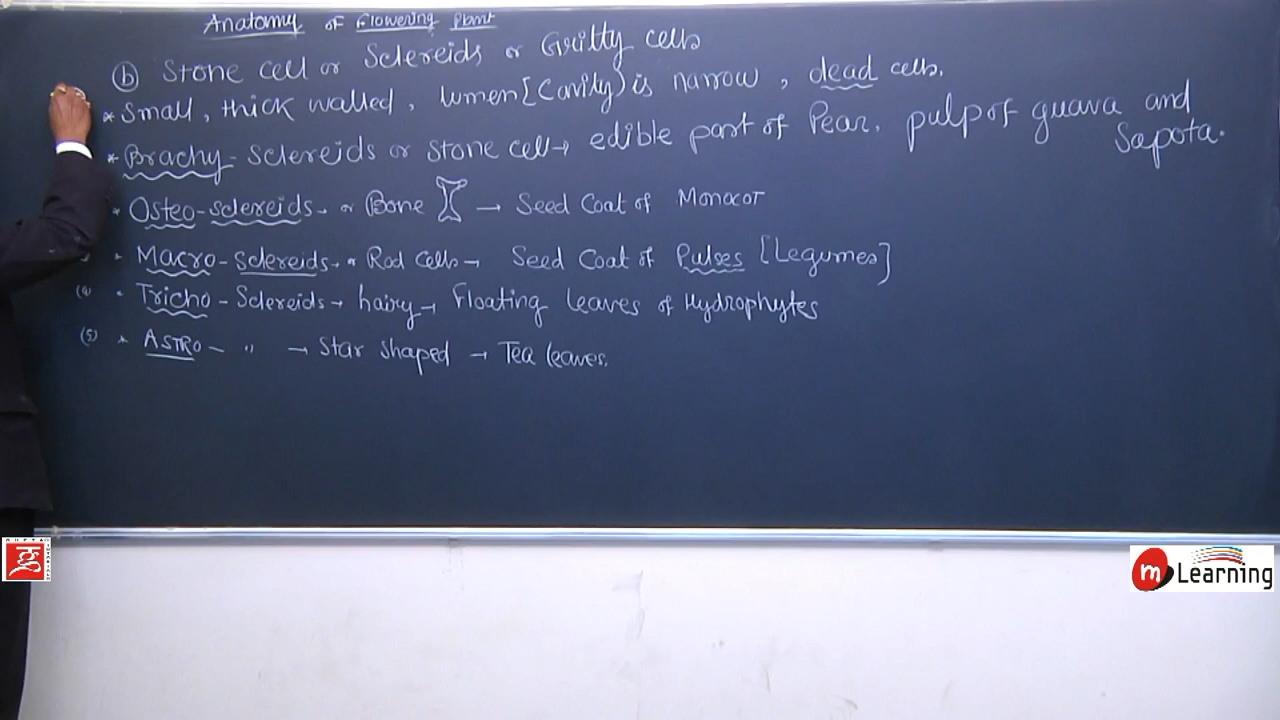 Anatomy of Flowering Plant
(b) Stone cell or Sclereids or Gritty cells
* Small, thick walled, lumen [Cavity) is narrow, dead cells.
* Brachy-sclereids or stone cell → edible part of Pear. pulp of guava and
Sapota.
* Osteo-sclereids → or Bone → Seed Coat of Monocot
* Macro-Sclereids → or Rod cells → Seed Coat of Pulses [Legumes]
(4) * Tricho-Sclereids → hairy → Floating leaves of Hydrophytes
(5) * ASTRO- " → Star shaped → Tea leaves.
m Learning